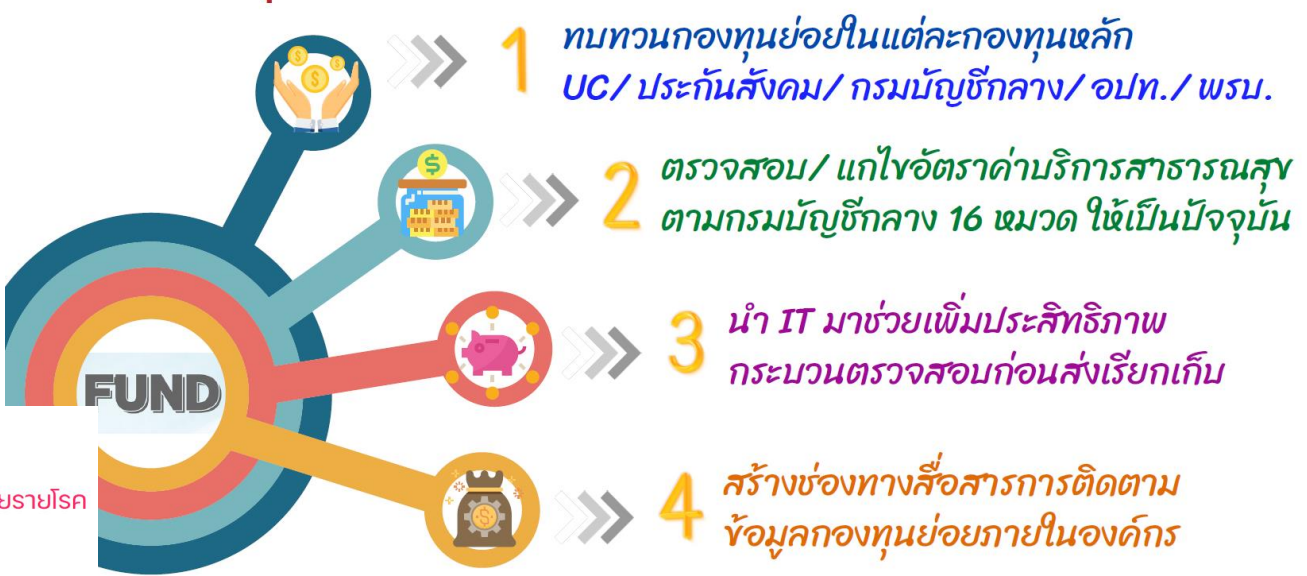 1 ทบทวนกองทุนย่อยในแต่ละกองทุนหลัก
UC/ ประกันสังคม/ กรมบัญชีกลาง/ อปท./ พรบ.
2 ตรวจสอบ/ แก้ไขอัตราค่าบริการสาธารณสุข
ตามกรมบัญชีกลาง 16 หมวด ให้เป็นปัจจุบัน
3 นำ IT มาช่วยเพิ่มประสิทธิภาพ
กระบวนตรวจสอบก่อนส่งเรียกเก็บ
FUND
4 สร้างช่องทางสื่อสารการติดตาม
ข้อมูลกองทุนย่อยภายในองค์กร
ยรายโรค